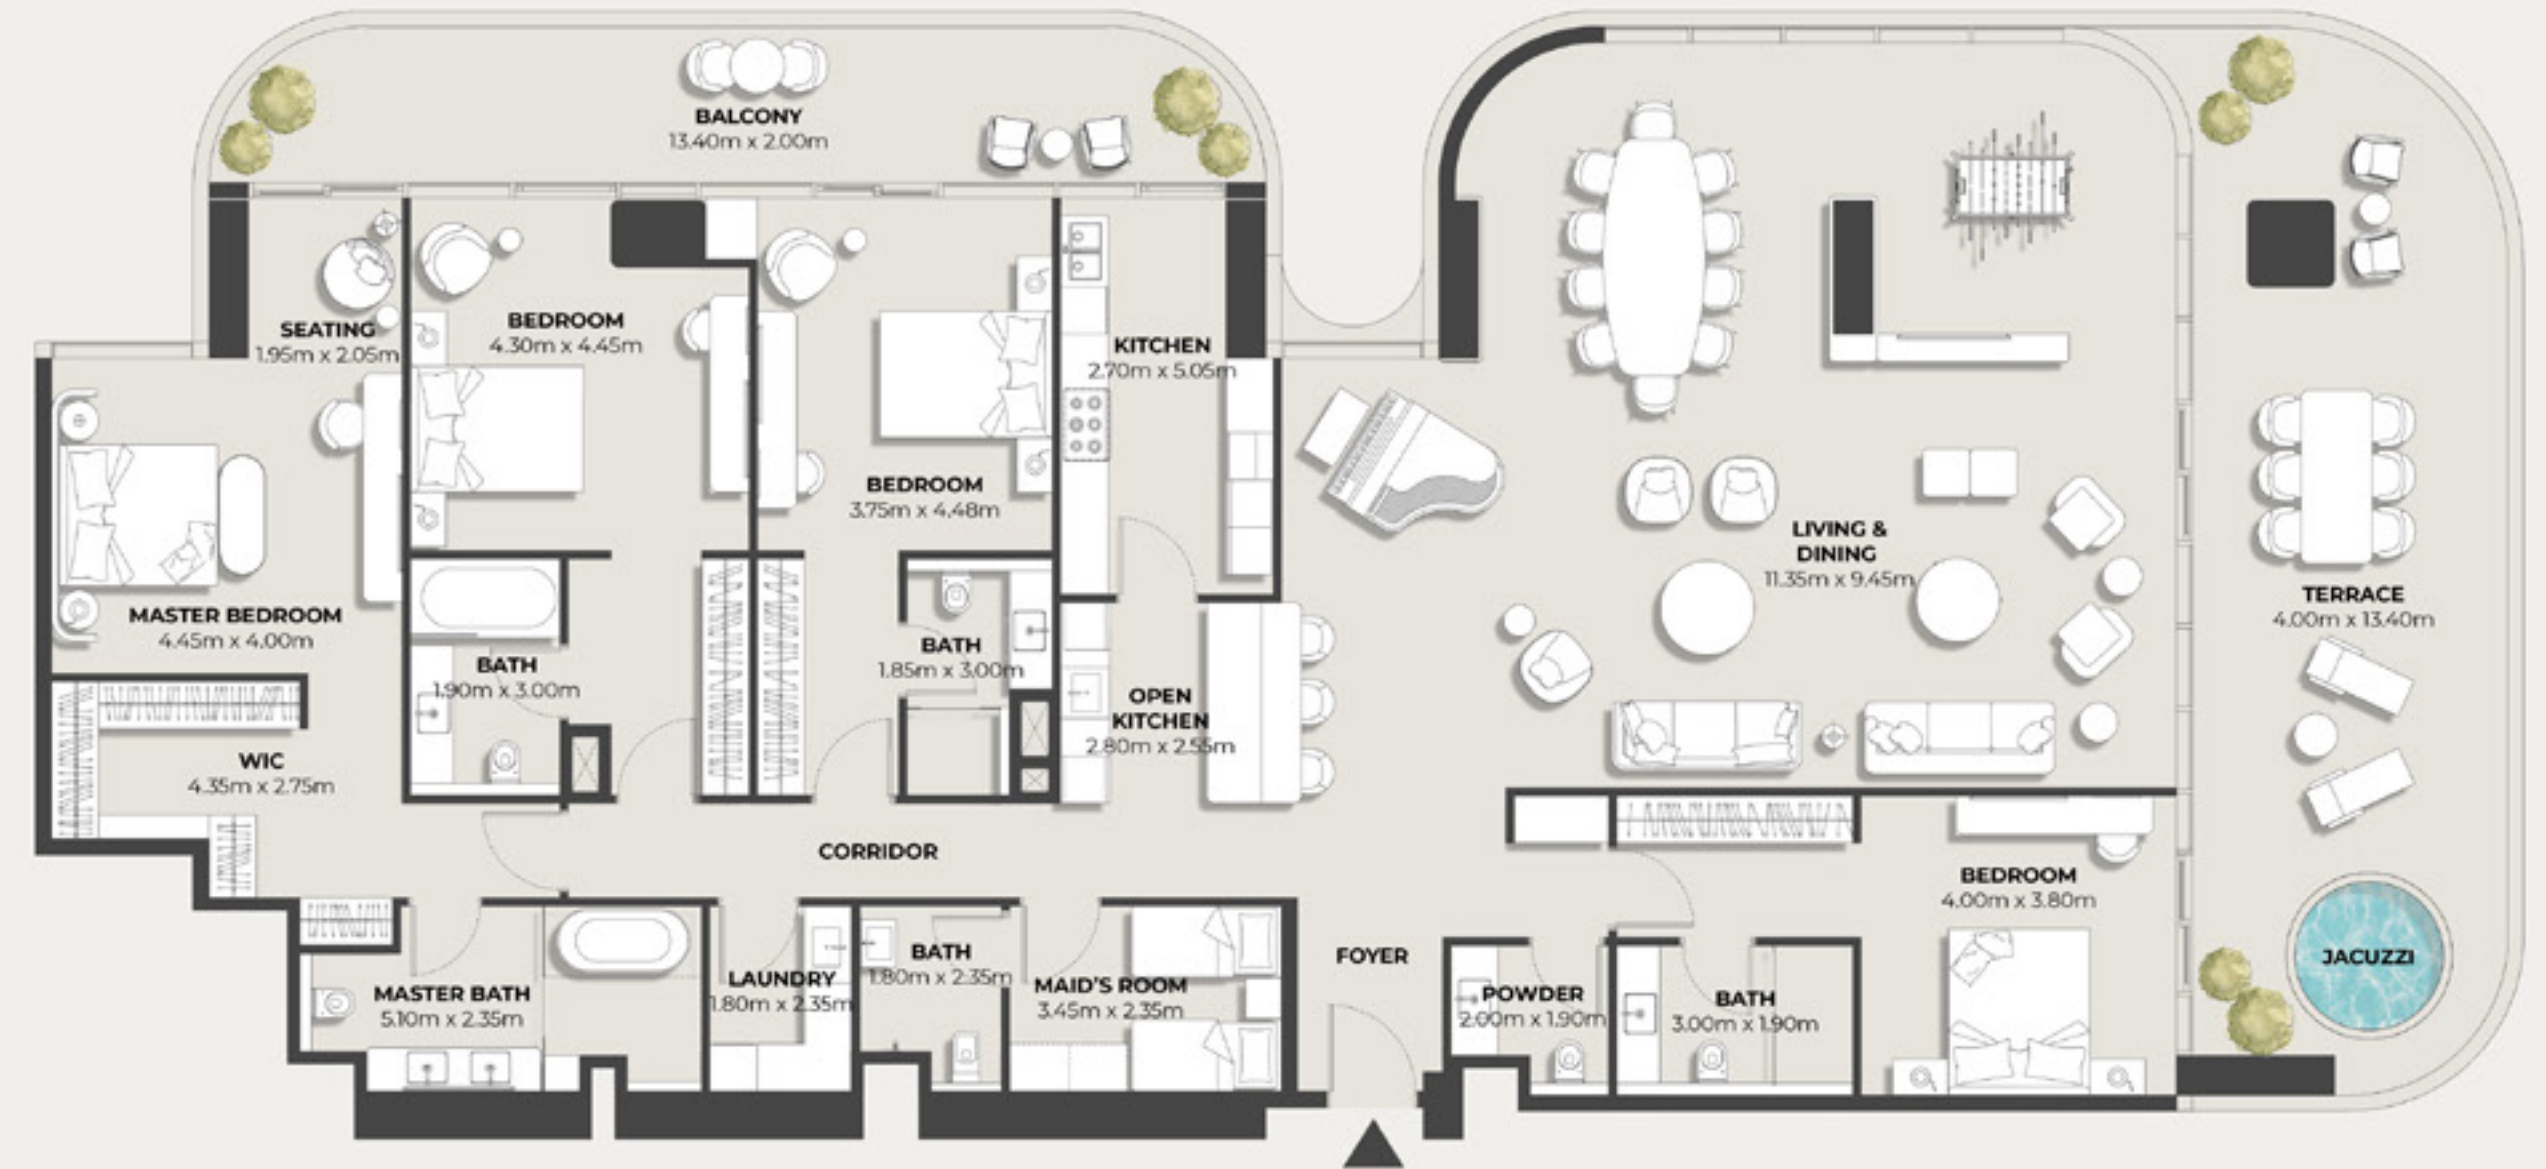 BALCONY
13.40m x 2.00m
SEATING
1.95m x 2.05m
BEDROOM
4.30m x 4.45m
BEDROOM
3.75m x 4.48m
KITCHEN
2.70m x 5.05m
MASTER BEDROOM
4.45m x 4.00m
BATH
1.90m x 3.00m
BATH
1.85m x 3.00m
OPEN
KITCHEN
2.80m x 2.55m
LIVING &
DINING
11.35m x 9.45m
TERRACE
4.00m x 13.40m
WIC
4.35m x 2.75m
CORRIDOR
BEDROOM
4.00m x 3.80m
MASTER BATH
5.10m x 2.35m
LAUNDRY
1.80m x 2.35m
BATH
1.80m x 2.35m
MAID'S ROOM
3.45m x 2.35m
FOYER
POWDER
2.00m x 1.90m
BATH
3.00m x 1.90m
JACUZZI